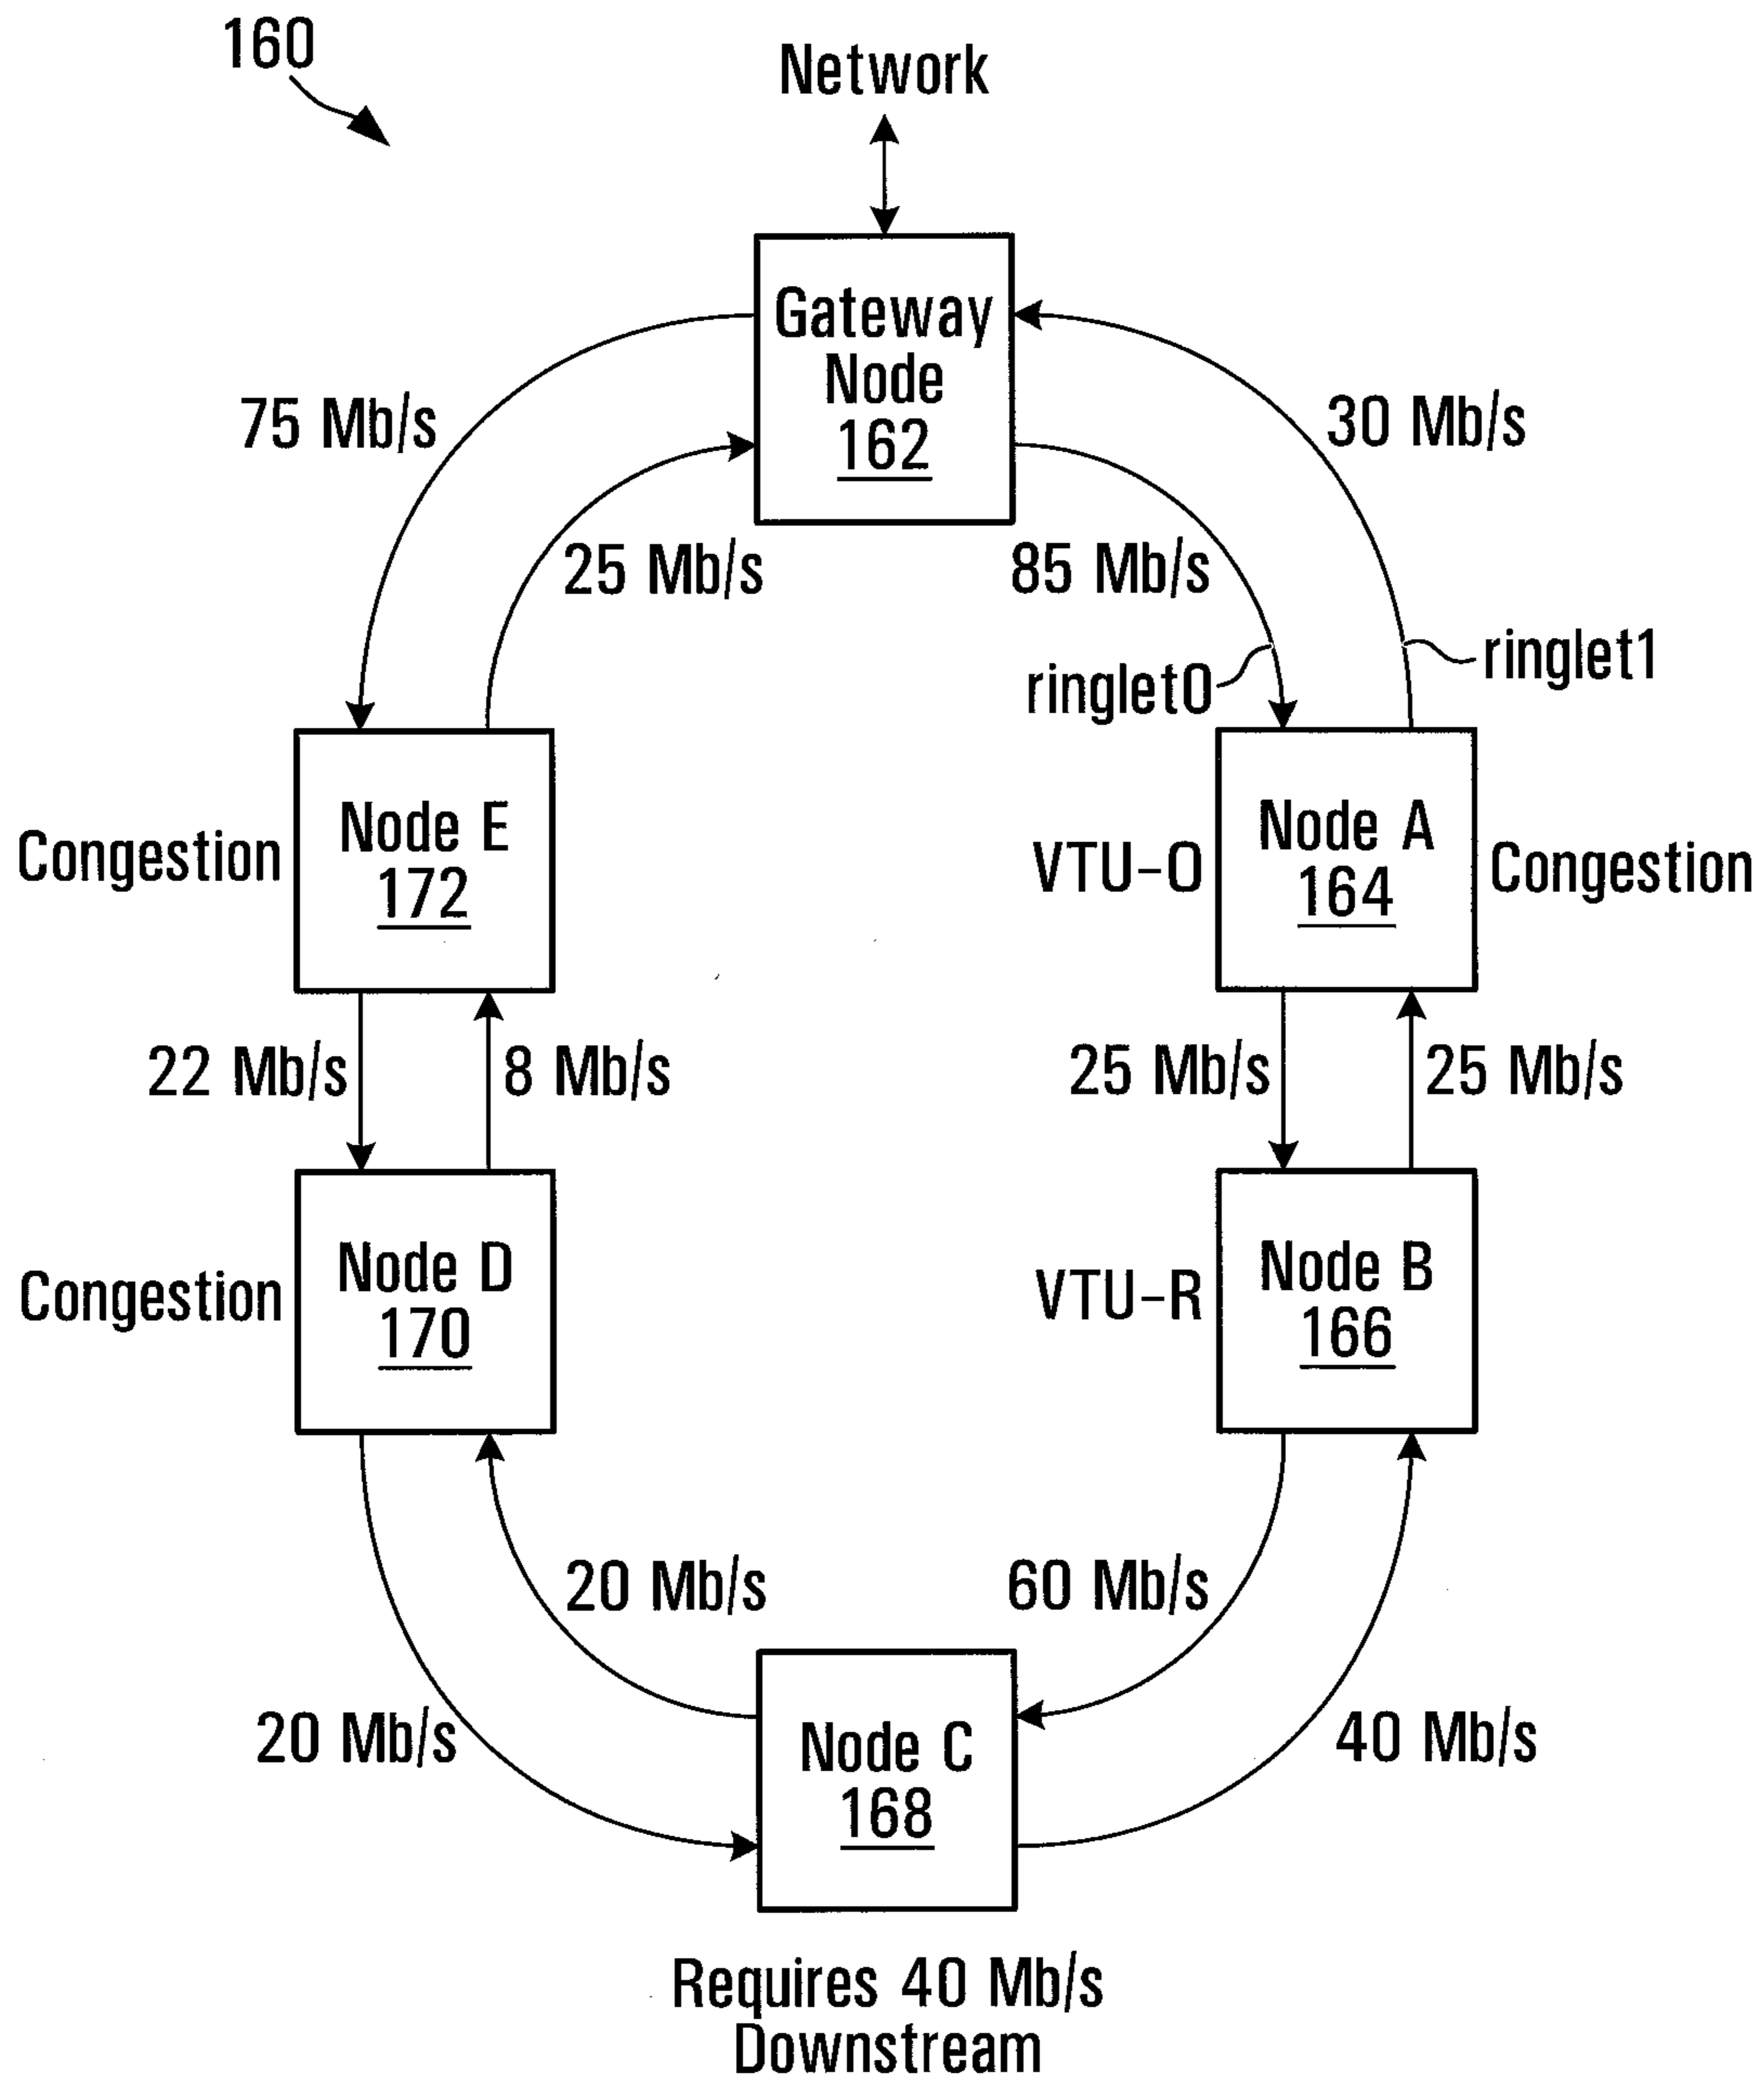 160
Network
Gateway
Node
162
75 Mb/s
30 Mb/s
25 Mb/s
85 Mb/s
ringlet0
ringlet1
Congestion
Node E
172
VTU-O
Node A
164
Congestion
22 Mb/s
8 Mb/s
25 Mb/s
25 Mb/s
Congestion
Node D
170
VTU-R
Node B
166
20 Mb/s
60 Mb/s
20 Mb/s
40 Mb/s
Node C
168
Requires 40 Mb/s
Downstream